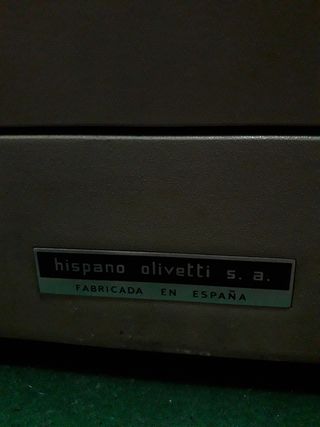 hispano olivetti s. a.
FABRICADA EN ESPAÑA